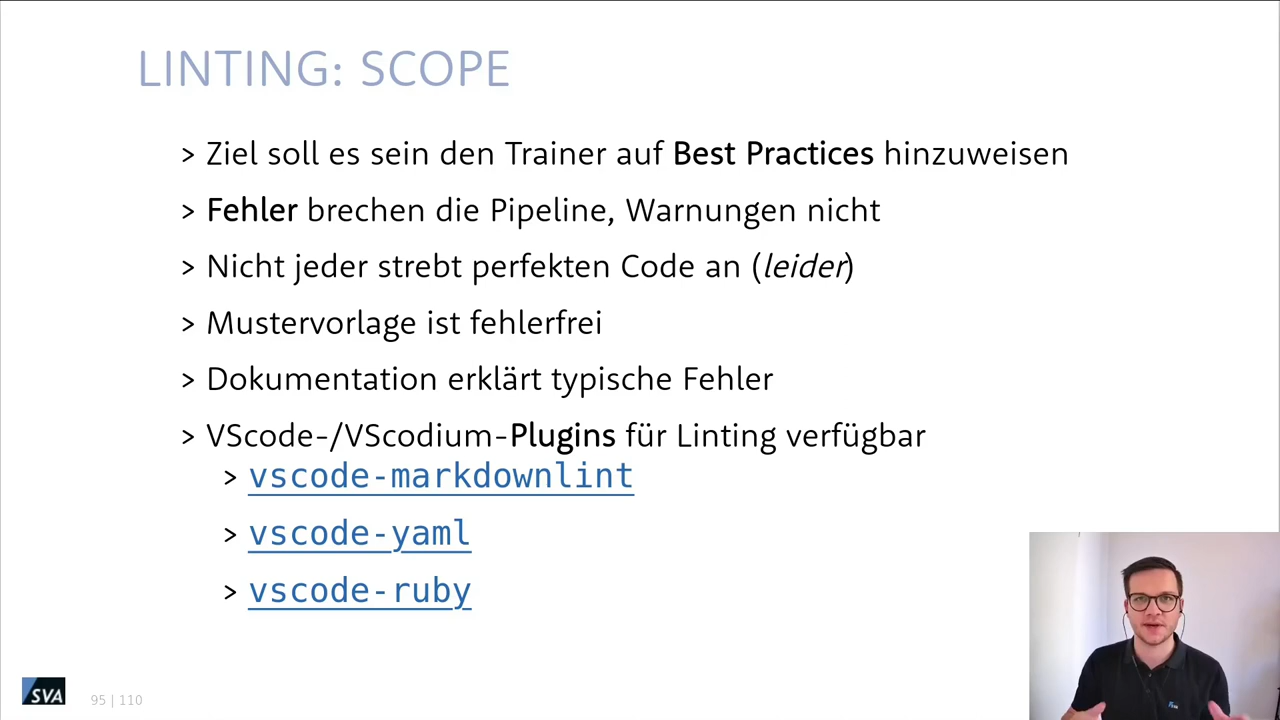 LINTING: SCOPE
> Ziel soll es sein den Trainer auf Best Practices hinzuweisen
> Fehler brechen die Pipeline, Warnungen nicht
> Nicht jeder strebt perfekten Code an (leider)
> Mustervorlage ist fehlerfrei
> Dokumentation erklärt typische Fehler
> VScode-/VScodium-Plugins für Linting verfügbar
> vscode-markdownlint
> vscode-yaml
> vscode-ruby
SVA
95 | 110